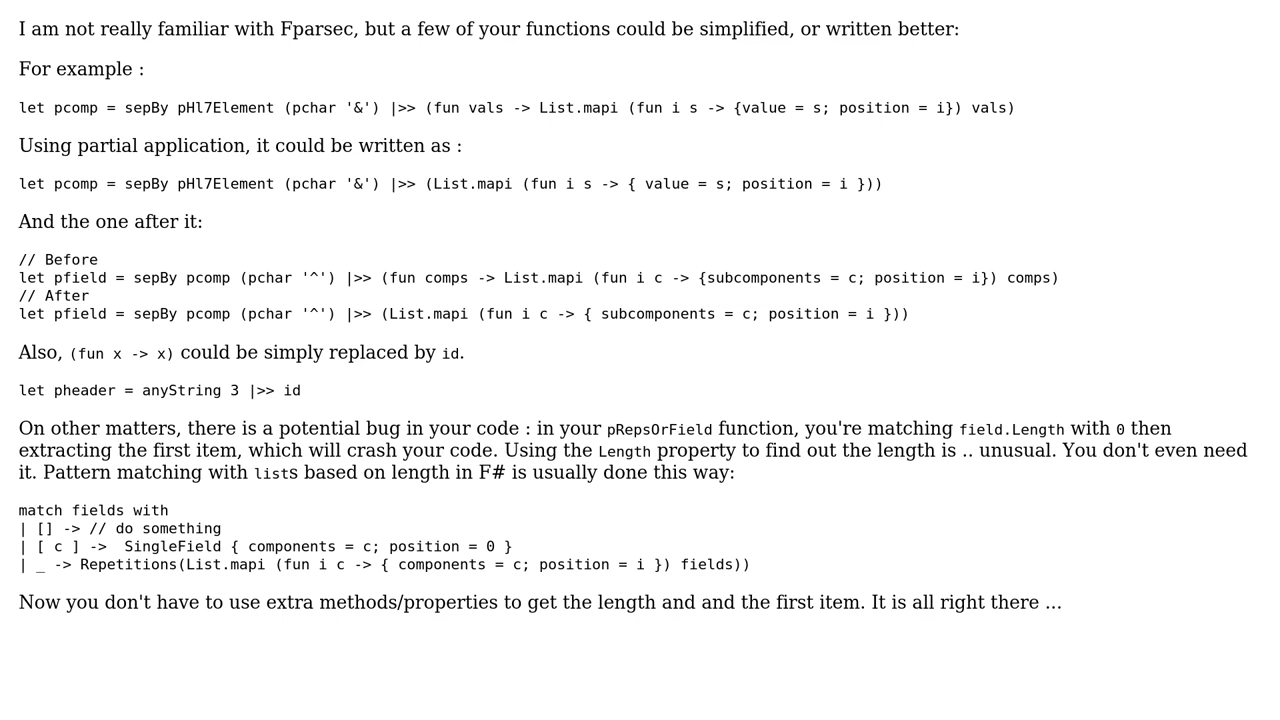 I am not really familiar with Fparsec, but a few of your functions could be simplified, or written better:
For example :
let pcomp = sepBy pHl7Element (pchar '&') |>> (fun vals -> List.mapi (fun i s -> {value = s; position = i}) vals)
Using partial application, it could be written as :
let pcomp = sepBy pHl7Element (pchar '&') |>> (List.mapi (fun i s -> { value = s; position = i }))
And the one after it:
// Before
let pfield = sepBy pcomp (pchar '^') |>> (fun comps -> List.mapi (fun i c -> {subcomponents = c; position = i}) comps)
// After
let pfield = sepBy pcomp (pchar '^') |>> (List.mapi (fun i c -> { subcomponents = c; position = i }))
Also, (fun x -> x) could be simply replaced by id.
let pheader = anyString 3 |>> id
On other matters, there is a potential bug in your code : in your pRepsOrField function, you're matching field.Length with 0 then
extracting the first item, which will crash your code. Using the Length property to find out the length is .. unusual. You don't even need
it. Pattern matching with lists based on length in F# is usually done this way:
match fields with
| [] -> // do something
| [ c ] ->  SingleField { components = c; position = 0 }
| _ -> Repetitions(List.mapi (fun i c -> { components = c; position = i }) fields))
Now you don't have to use extra methods/properties to get the length and and the first item. It is all right there ...